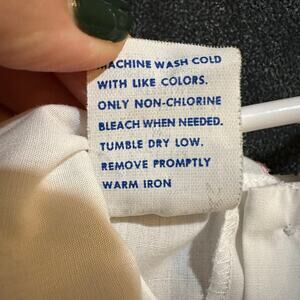 MACHINE WASH COLD
WITH LIKE COLORS.
ONLY NON-CHLORINE
BLEACH WHEN NEEDED.
TUMBLE DRY LOW.
REMOVE PROMPTLY
WARM IRON